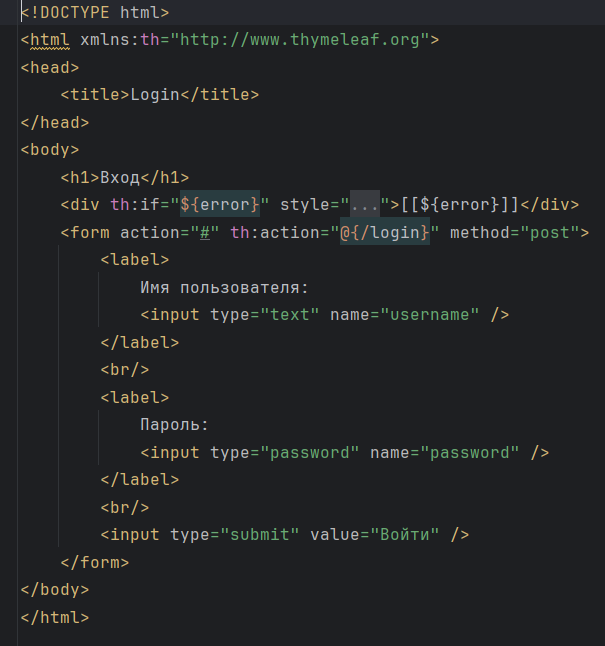 <!DOCTYPE html>
<html xmlns:th="http://www.thymeleaf.org">
<head>
    <title>Login</title>
</head>
<body>
    <h1>Вход</h1>
    <div th:if="${error}" style="...">[[${error}]]</div>
    <form action="#" th:action="@{/login}" method="post">
        <label>
            Имя пользователя:
            <input type="text" name="username" />
        </label>
        <br/>
        <label>
            Пароль:
            <input type="password" name="password" />
        </label>
        <br/>
        <input type="submit" value="Войти" />
    </form>
</body>
</html>